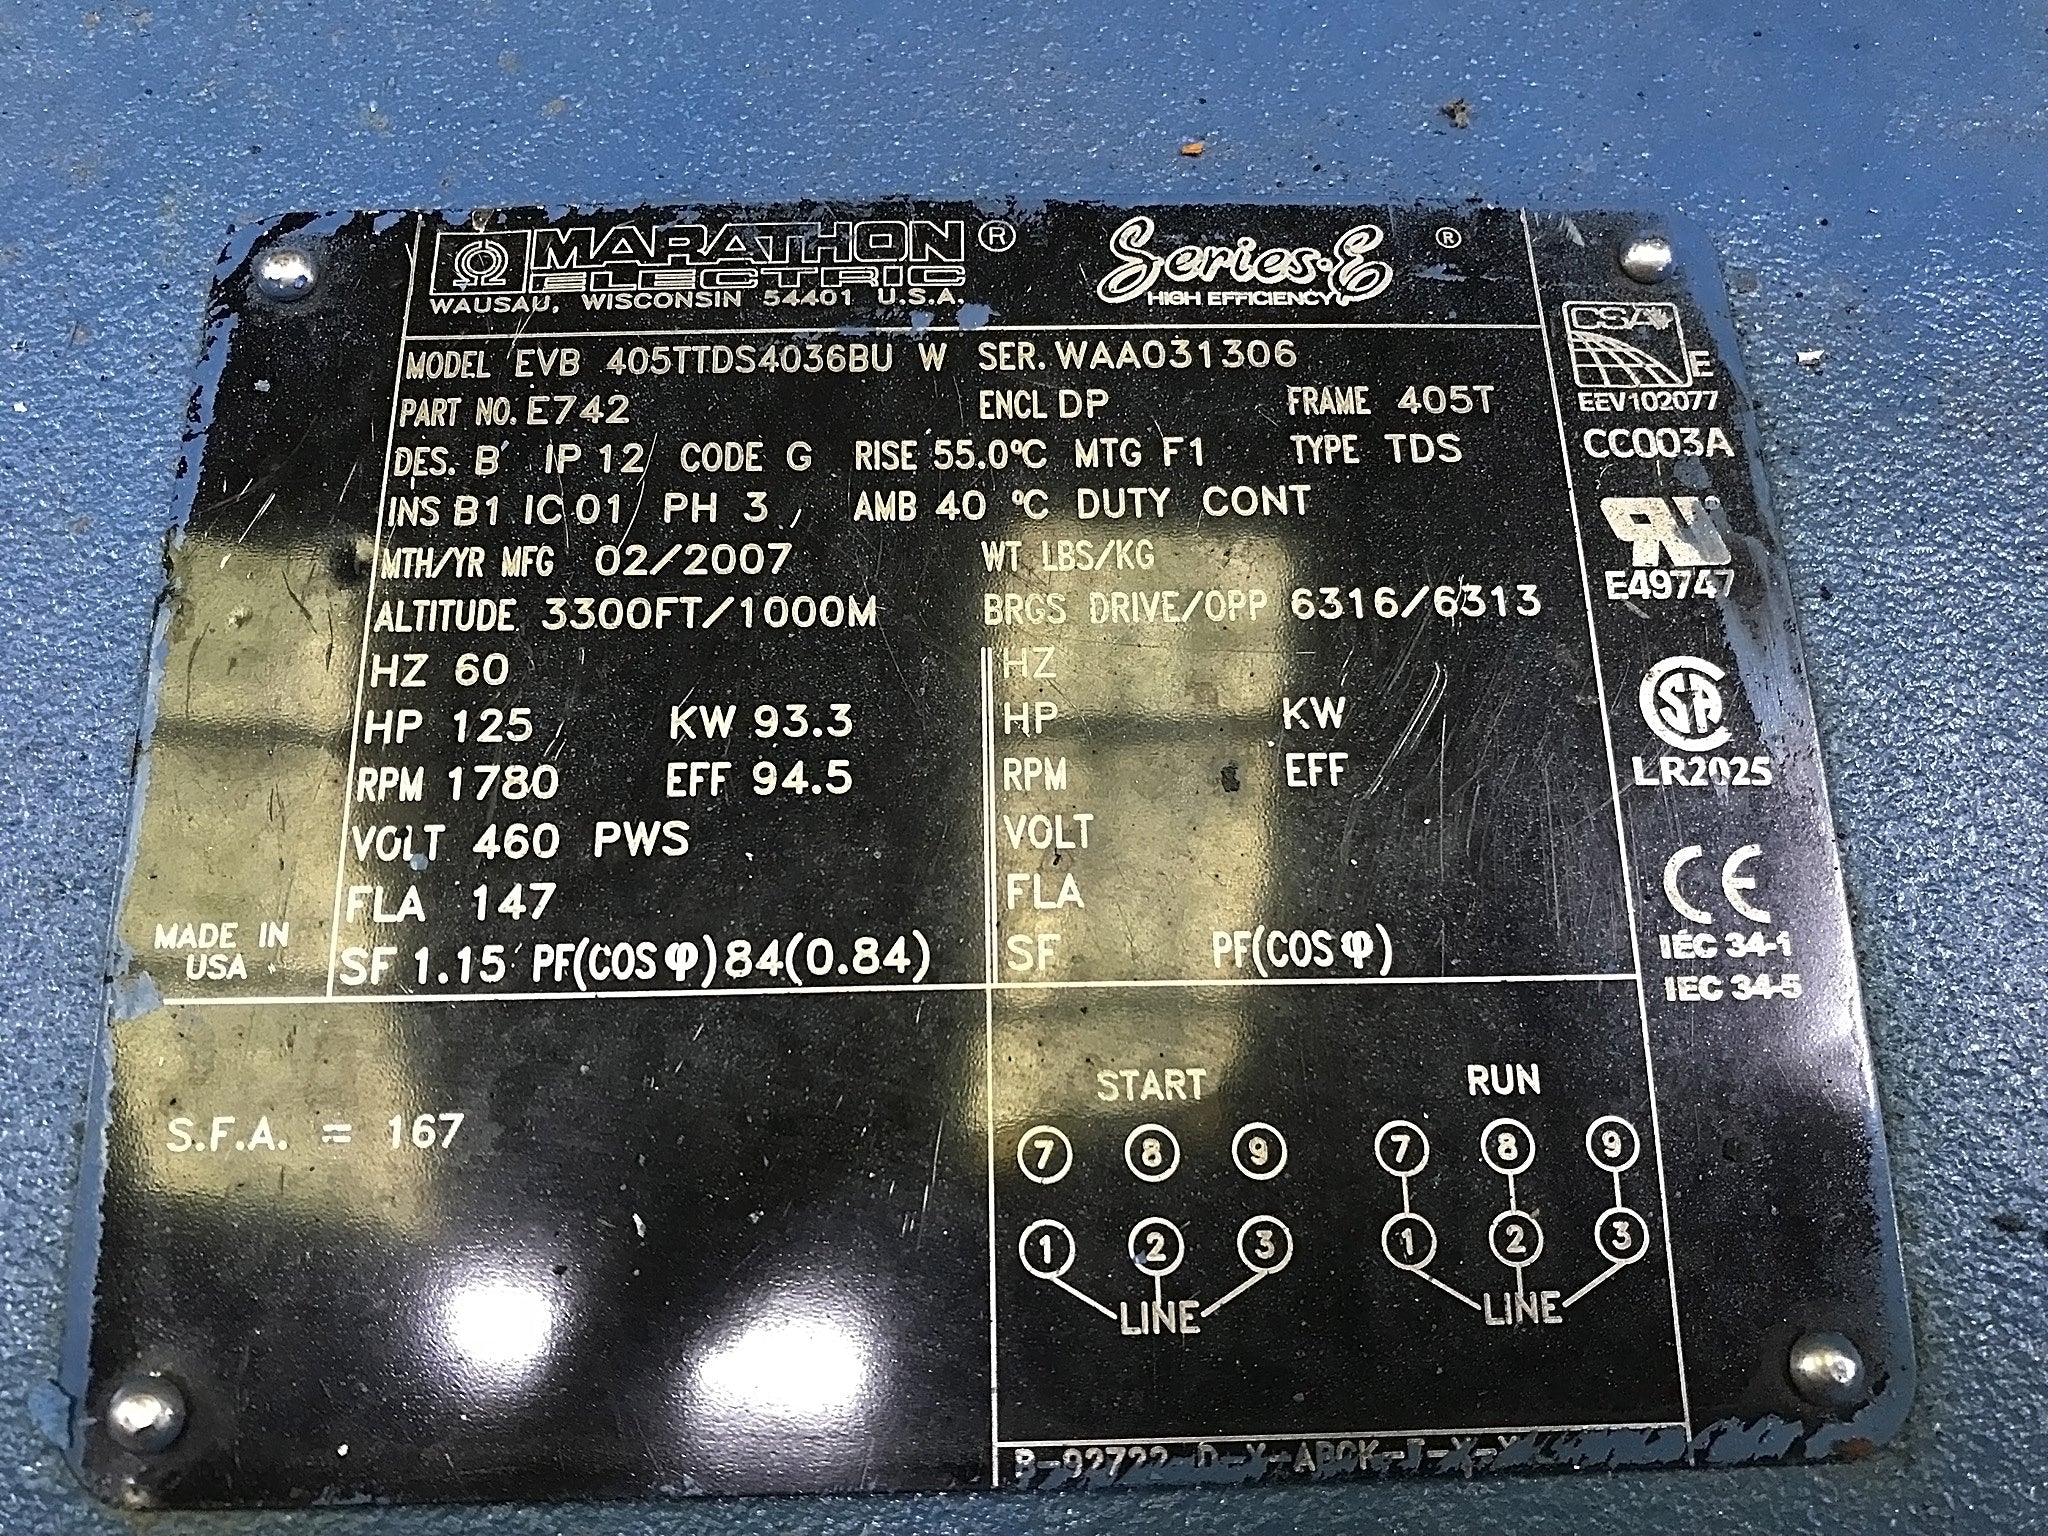 MARATHON ®
ELECTRIC
WAUSAU, WISCONSIN 54401 U.S.A.
Series·E ®
HIGH EFFICIENCY
MODEL EVB 405TTDS4036BU W SER. WAA031306
PART NO. E742 ENCL DP FRAME 405T
DES. B IP 12 CODE G RISE 55.0°C MTG F1 TYPE TDS
INS B1 IC 01 PH 3 AMB 40 °C DUTY CONT
MTH/YR MFG 02/2007 WT LBS/KG
ALTITUDE 3300FT/1000M BRGS DRIVE/OPP 6316/6313
HZ 60
HP 125 KW 93.3
RPM 1780 EFF 94.5
VOLT 460 PWS
FLA 147
SF 1.15 PF(COS φ) 84(0.84)
HZ
HP KW
RPM EFF
VOLT
FLA
SF PF(COS φ)
MADE IN
USA
CSA
E
EEV102077
CC003A
RU
E49747
SA
LR2025
CE
IEC 34-1
IEC 34-5
S.F.A. = 167
START RUN
7 8 9 7 8 9
1 2 3 1 2 3
LINE LINE
B-92722